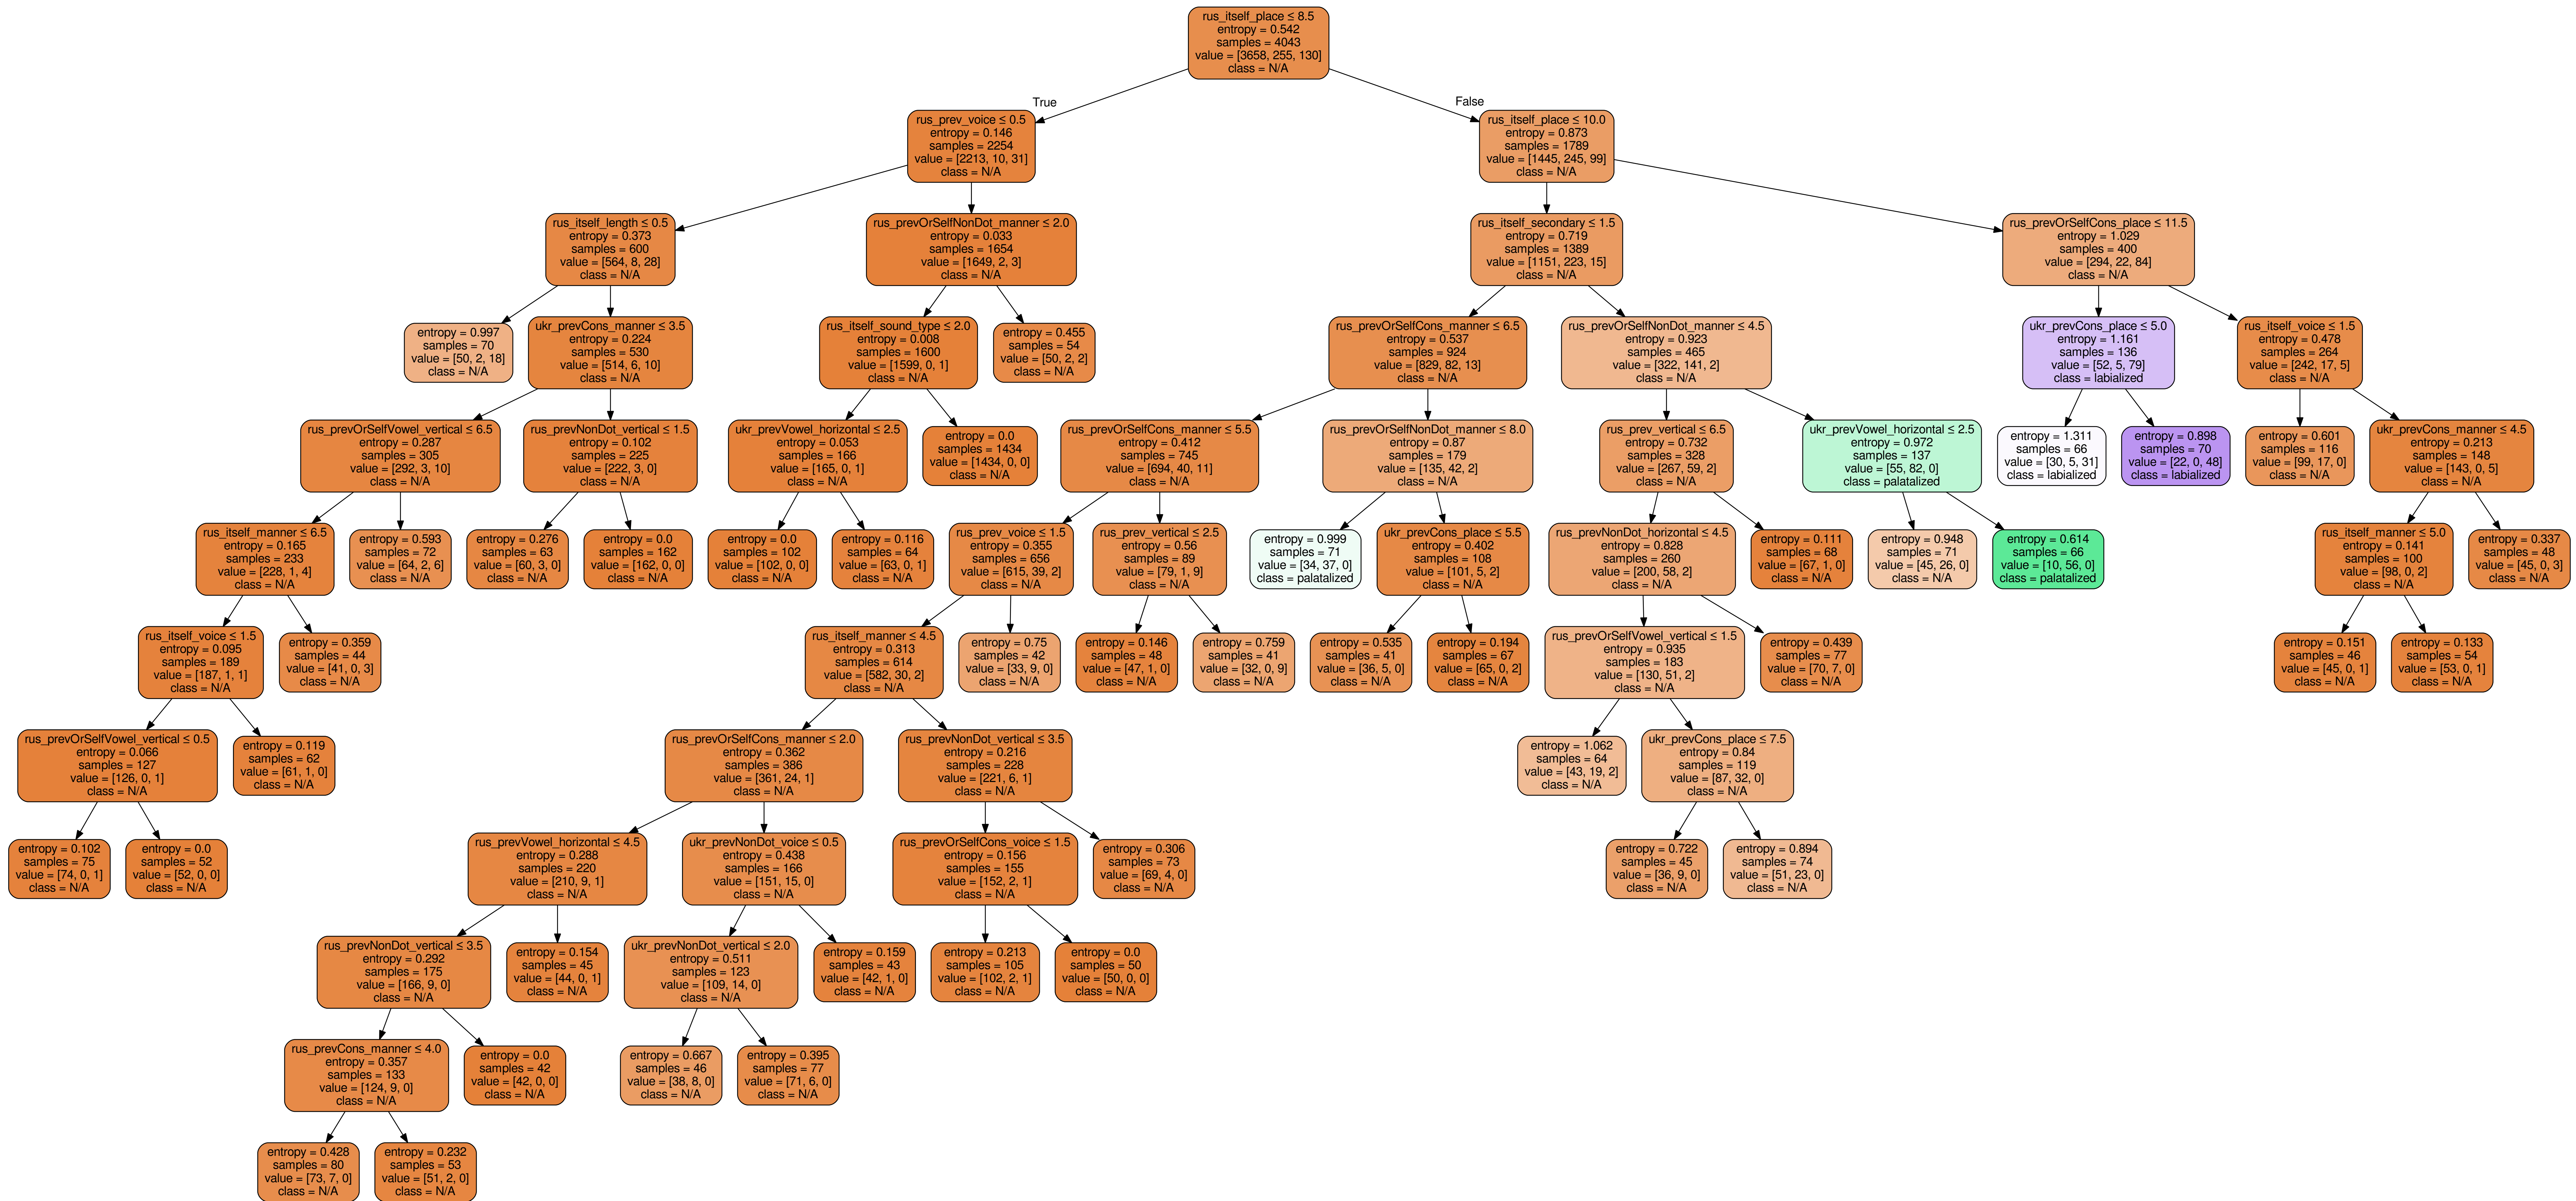 rus_itself_place ≤ 8.5
entropy = 0.542
samples = 4043
value = [3658, 255, 130]
class = N/A
True
False
rus_prev_voice ≤ 0.5
entropy = 0.146
samples = 2254
value = [2213, 10, 31]
class = N/A
rus_itself_place ≤ 10.0
entropy = 0.873
samples = 1789
value = [1445, 245, 99]
class = N/A
rus_itself_length ≤ 0.5
entropy = 0.373
samples = 600
value = [564, 8, 28]
class = N/A
rus_prevOrSelfNonDot_manner ≤ 2.0
entropy = 0.033
samples = 1654
value = [1649, 2, 3]
class = N/A
rus_itself_secondary ≤ 1.5
entropy = 0.719
samples = 1389
value = [1151, 223, 15]
class = N/A
rus_prevOrSelfCons_place ≤ 11.5
entropy = 1.029
samples = 400
value = [294, 22, 84]
class = N/A
entropy = 0.997
samples = 70
value = [50, 2, 18]
class = N/A
ukr_prevCons_manner ≤ 3.5
entropy = 0.224
samples = 530
value = [514, 6, 10]
class = N/A
rus_itself_sound_type ≤ 2.0
entropy = 0.008
samples = 1600
value = [1599, 0, 1]
class = N/A
entropy = 0.455
samples = 54
value = [50, 2, 2]
class = N/A
rus_prevOrSelfCons_manner ≤ 6.5
entropy = 0.537
samples = 924
value = [829, 82, 13]
class = N/A
rus_prevOrSelfNonDot_manner ≤ 4.5
entropy = 0.923
samples = 465
value = [322, 141, 2]
class = N/A
ukr_prevCons_place ≤ 5.0
entropy = 1.161
samples = 136
value = [52, 5, 79]
class = labialized
rus_itself_voice ≤ 1.5
entropy = 0.478
samples = 264
value = [242, 17, 5]
class = N/A
rus_prevOrSelfVowel_vertical ≤ 6.5
entropy = 0.287
samples = 305
value = [292, 3, 10]
class = N/A
rus_prevNonDot_vertical ≤ 1.5
entropy = 0.102
samples = 225
value = [222, 3, 0]
class = N/A
ukr_prevVowel_horizontal ≤ 2.5
entropy = 0.053
samples = 166
value = [165, 0, 1]
class = N/A
entropy = 0.0
samples = 1434
value = [1434, 0, 0]
class = N/A
rus_prevOrSelfCons_manner ≤ 5.5
entropy = 0.412
samples = 745
value = [694, 40, 11]
class = N/A
rus_prevOrSelfNonDot_manner ≤ 8.0
entropy = 0.87
samples = 179
value = [135, 42, 2]
class = N/A
rus_prev_vertical ≤ 6.5
entropy = 0.732
samples = 328
value = [267, 59, 2]
class = N/A
ukr_prevVowel_horizontal ≤ 2.5
entropy = 0.972
samples = 137
value = [55, 82, 0]
class = palatalized
entropy = 1.311
samples = 66
value = [30, 5, 31]
class = labialized
entropy = 0.898
samples = 70
value = [22, 0, 48]
class = labialized
entropy = 0.601
samples = 116
value = [99, 17, 0]
class = N/A
ukr_prevCons_manner ≤ 4.5
entropy = 0.213
samples = 148
value = [143, 0, 5]
class = N/A
rus_itself_manner ≤ 6.5
entropy = 0.165
samples = 233
value = [228, 1, 4]
class = N/A
entropy = 0.593
samples = 72
value = [64, 2, 6]
class = N/A
entropy = 0.276
samples = 63
value = [60, 3, 0]
class = N/A
entropy = 0.0
samples = 162
value = [162, 0, 0]
class = N/A
entropy = 0.0
samples = 102
value = [102, 0, 0]
class = N/A
entropy = 0.116
samples = 64
value = [63, 0, 1]
class = N/A
rus_prev_voice ≤ 1.5
entropy = 0.355
samples = 656
value = [615, 39, 2]
class = N/A
rus_prev_vertical ≤ 2.5
entropy = 0.56
samples = 89
value = [79, 1, 9]
class = N/A
entropy = 0.999
samples = 71
value = [34, 37, 0]
class = palatalized
ukr_prevCons_place ≤ 5.5
entropy = 0.402
samples = 108
value = [101, 5, 2]
class = N/A
rus_prevNonDot_horizontal ≤ 4.5
entropy = 0.828
samples = 260
value = [200, 58, 2]
class = N/A
entropy = 0.111
samples = 68
value = [67, 1, 0]
class = N/A
entropy = 0.948
samples = 71
value = [45, 26, 0]
class = N/A
entropy = 0.614
samples = 66
value = [10, 56, 0]
class = palatalized
rus_itself_manner ≤ 5.0
entropy = 0.141
samples = 100
value = [98, 0, 2]
class = N/A
entropy = 0.337
samples = 48
value = [45, 0, 3]
class = N/A
rus_itself_voice ≤ 1.5
entropy = 0.095
samples = 189
value = [187, 1, 1]
class = N/A
entropy = 0.359
samples = 44
value = [41, 0, 3]
class = N/A
rus_itself_manner ≤ 4.5
entropy = 0.313
samples = 614
value = [582, 30, 2]
class = N/A
entropy = 0.75
samples = 42
value = [33, 9, 0]
class = N/A
entropy = 0.146
samples = 48
value = [47, 1, 0]
class = N/A
entropy = 0.759
samples = 41
value = [32, 0, 9]
class = N/A
entropy = 0.535
samples = 41
value = [36, 5, 0]
class = N/A
entropy = 0.194
samples = 67
value = [65, 0, 2]
class = N/A
rus_prevOrSelfVowel_vertical ≤ 1.5
entropy = 0.935
samples = 183
value = [130, 51, 2]
class = N/A
entropy = 0.439
samples = 77
value = [70, 7, 0]
class = N/A
entropy = 0.151
samples = 46
value = [45, 0, 1]
class = N/A
entropy = 0.133
samples = 54
value = [53, 0, 1]
class = N/A
rus_prevOrSelfVowel_vertical ≤ 0.5
entropy = 0.066
samples = 127
value = [126, 0, 1]
class = N/A
entropy = 0.119
samples = 62
value = [61, 1, 0]
class = N/A
rus_prevOrSelfCons_manner ≤ 2.0
entropy = 0.362
samples = 386
value = [361, 24, 1]
class = N/A
rus_prevNonDot_vertical ≤ 3.5
entropy = 0.216
samples = 228
value = [221, 6, 1]
class = N/A
entropy = 1.062
samples = 64
value = [43, 19, 2]
class = N/A
ukr_prevCons_place ≤ 7.5
entropy = 0.84
samples = 119
value = [87, 32, 0]
class = N/A
entropy = 0.102
samples = 75
value = [74, 0, 1]
class = N/A
entropy = 0.0
samples = 52
value = [52, 0, 0]
class = N/A
rus_prevVowel_horizontal ≤ 4.5
entropy = 0.288
samples = 220
value = [210, 9, 1]
class = N/A
ukr_prevNonDot_voice ≤ 0.5
entropy = 0.438
samples = 166
value = [151, 15, 0]
class = N/A
rus_prevOrSelfCons_voice ≤ 1.5
entropy = 0.156
samples = 155
value = [152, 2, 1]
class = N/A
entropy = 0.306
samples = 73
value = [69, 4, 0]
class = N/A
entropy = 0.722
samples = 45
value = [36, 9, 0]
class = N/A
entropy = 0.894
samples = 74
value = [51, 23, 0]
class = N/A
rus_prevNonDot_vertical ≤ 3.5
entropy = 0.292
samples = 175
value = [166, 9, 0]
class = N/A
entropy = 0.154
samples = 45
value = [44, 0, 1]
class = N/A
ukr_prevNonDot_vertical ≤ 2.0
entropy = 0.511
samples = 123
value = [109, 14, 0]
class = N/A
entropy = 0.159
samples = 43
value = [42, 1, 0]
class = N/A
entropy = 0.213
samples = 105
value = [102, 2, 1]
class = N/A
entropy = 0.0
samples = 50
value = [50, 0, 0]
class = N/A
rus_prevCons_manner ≤ 4.0
entropy = 0.357
samples = 133
value = [124, 9, 0]
class = N/A
entropy = 0.0
samples = 42
value = [42, 0, 0]
class = N/A
entropy = 0.667
samples = 46
value = [38, 8, 0]
class = N/A
entropy = 0.395
samples = 77
value = [71, 6, 0]
class = N/A
entropy = 0.428
samples = 80
value = [73, 7, 0]
class = N/A
entropy = 0.232
samples = 53
value = [51, 2, 0]
class = N/A